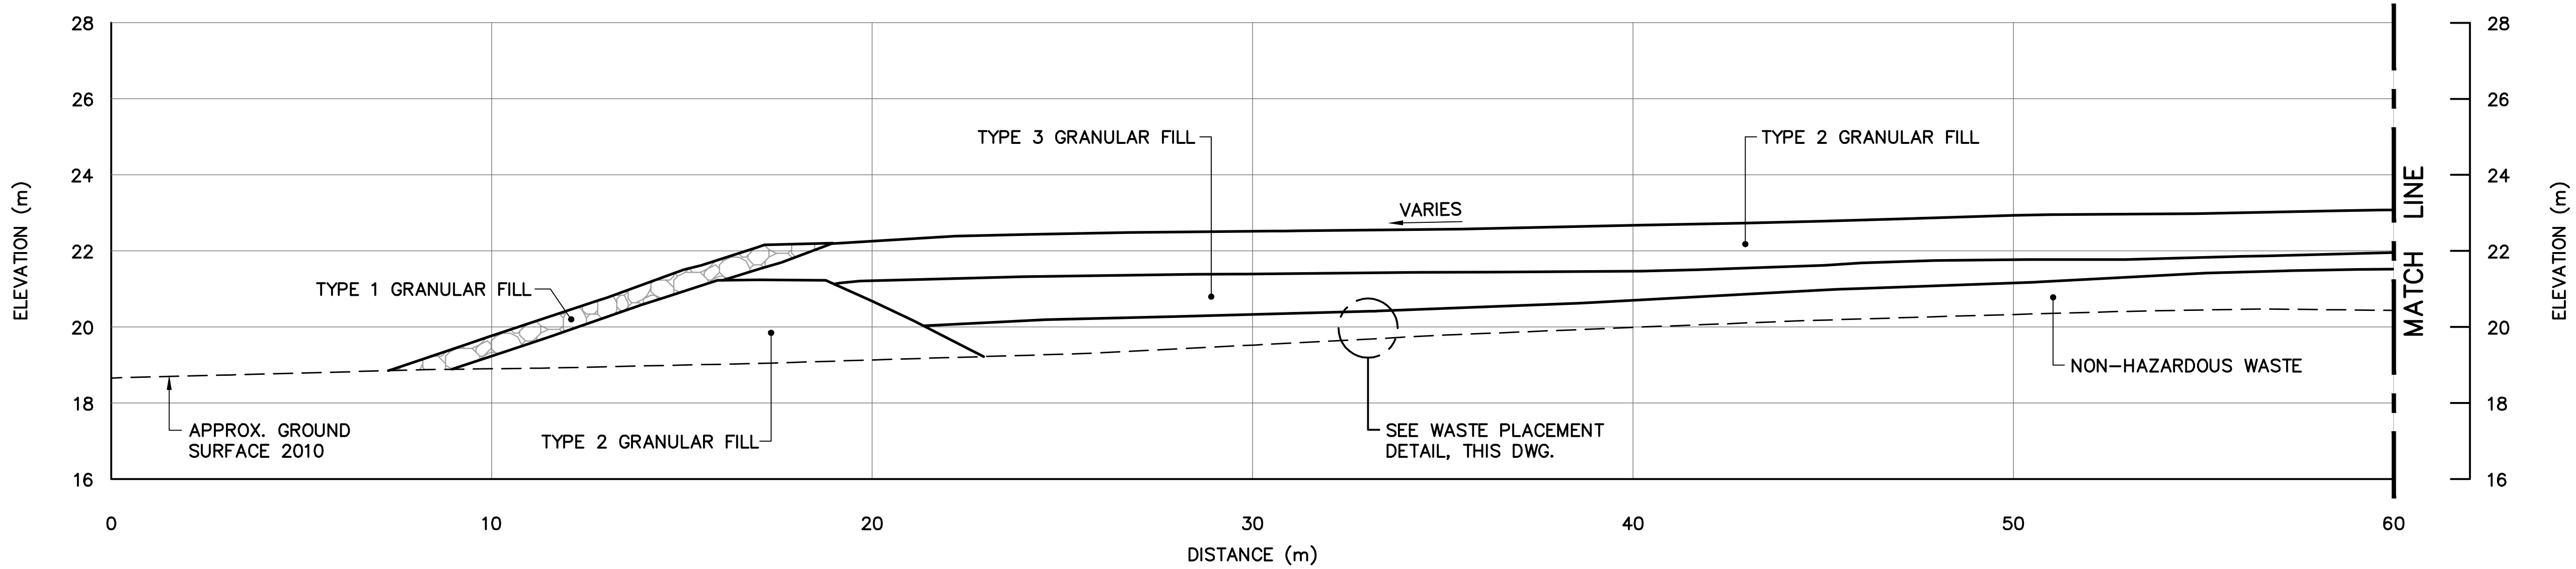 28
26
24
22
20
18
16
ELEVATION (m)
TYPE 3 GRANULAR FILL
TYPE 2 GRANULAR FILL
VARIES
TYPE 1 GRANULAR FILL
NON-HAZARDOUS WASTE
APPROX. GROUND
SURFACE 2010
TYPE 2 GRANULAR FILL
SEE WASTE PLACEMENT
DETAIL, THIS DWG.
MATCH LINE
28
26
24
22
20
18
16
ELEVATION (m)
0 10 20 30 40 50 60
DISTANCE (m)